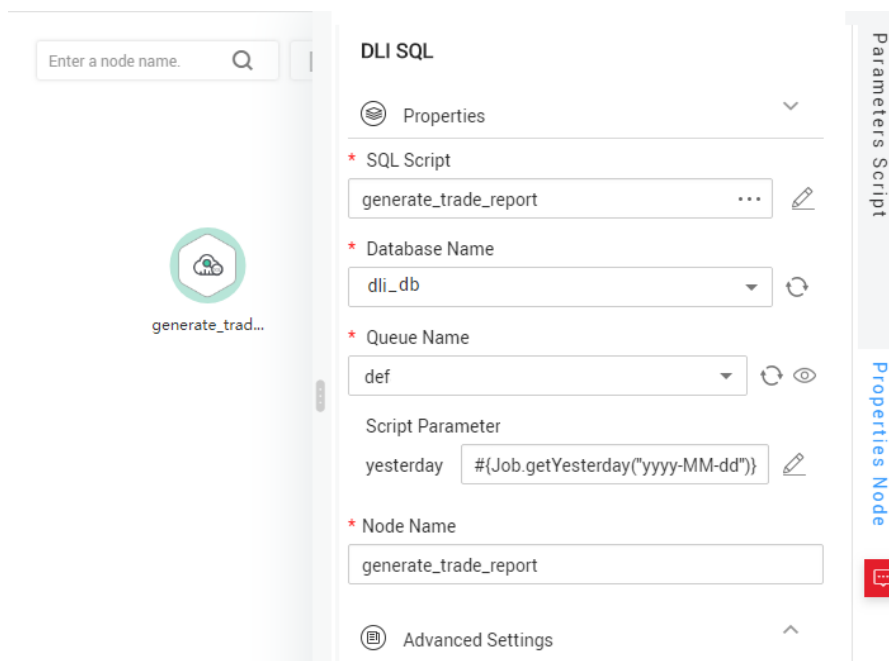 Enter a node name.
generate_trad...
DLI SQL
Properties
* SQL Script
generate_trade_report ...
* Database Name
dli_db
* Queue Name
def
Script Parameter
yesterday #{Job.getYesterday("yyyy-MM-dd")}
* Node Name
generate_trade_report
Advanced Settings
Parameters Script
Properties Node